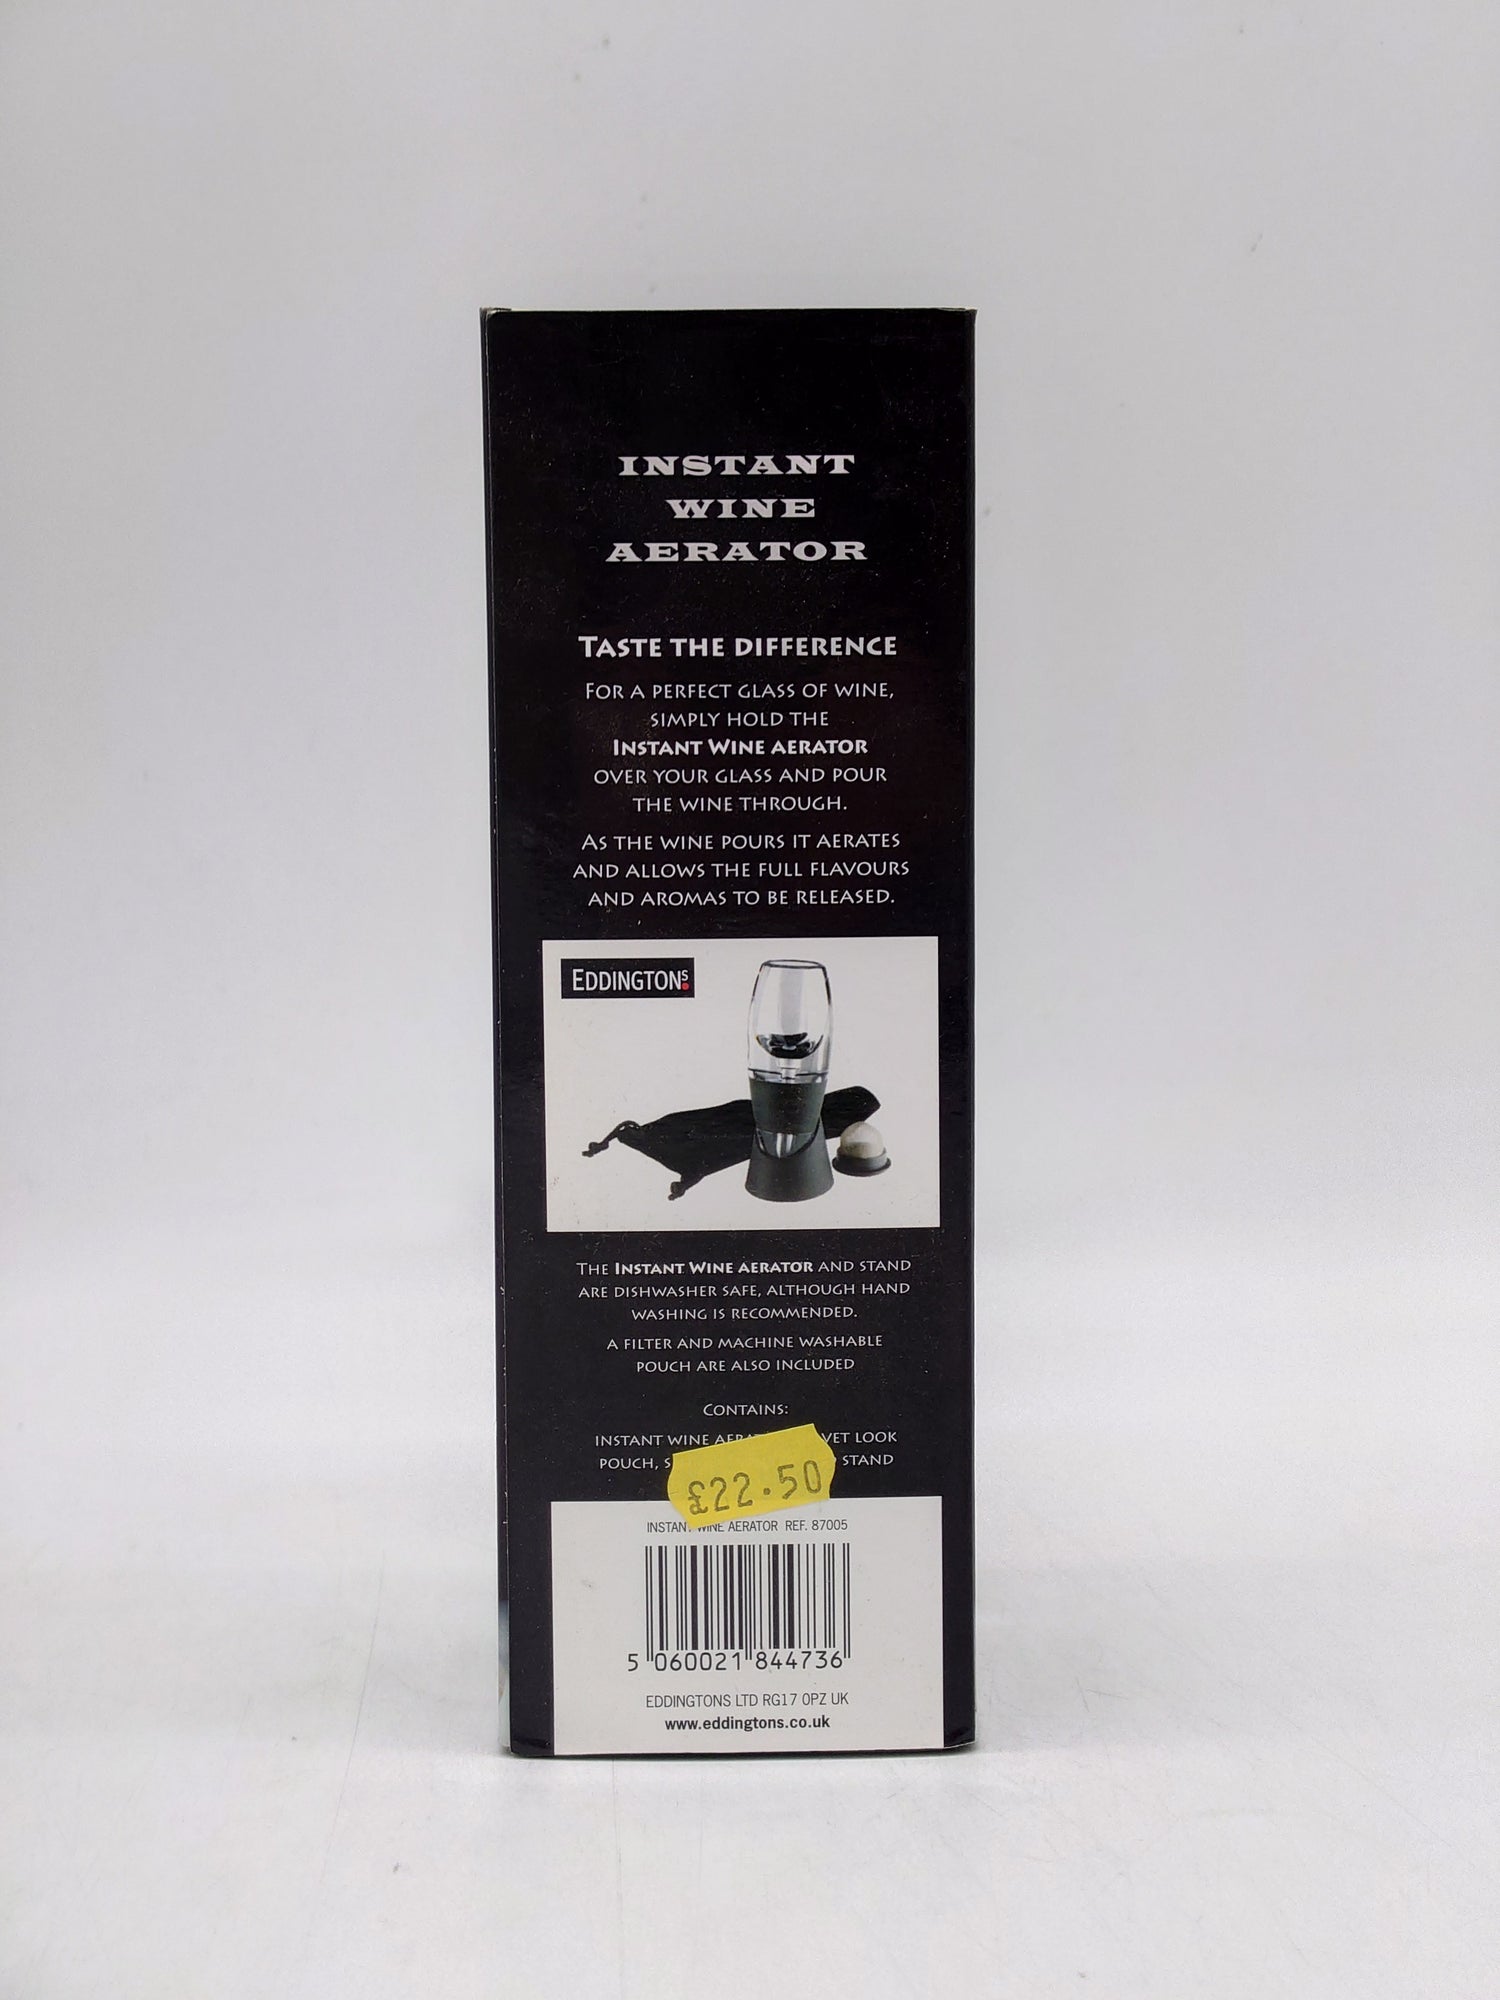 INSTANT
WINE
AERATOR
TASTE THE DIFFERENCE
FOR A PERFECT GLASS OF WINE,
SIMPLY HOLD THE
INSTANT WINE AERATOR
OVER YOUR GLASS AND POUR
THE WINE THROUGH.
AS THE WINE POURS IT AERATES
AND ALLOWS THE FULL FLAVOURS
AND AROMAS TO BE RELEASED.
EDDINGTONS
THE INSTANT WINE AERATOR AND STAND
ARE DISHWASHER SAFE, ALTHOUGH HAND
WASHING IS RECOMMENDED.
A FILTER AND MACHINE WASHABLE
POUCH ARE ALSO INCLUDED
CONTAINS:
INSTANT WINE LOOK
POUCH, STAND
£22.50
INSTANT WINE AERATOR REF. 87005
5 060021 844736
EDDINGTONS LTD RG17 0PZ UK
www.eddingtons.co.uk